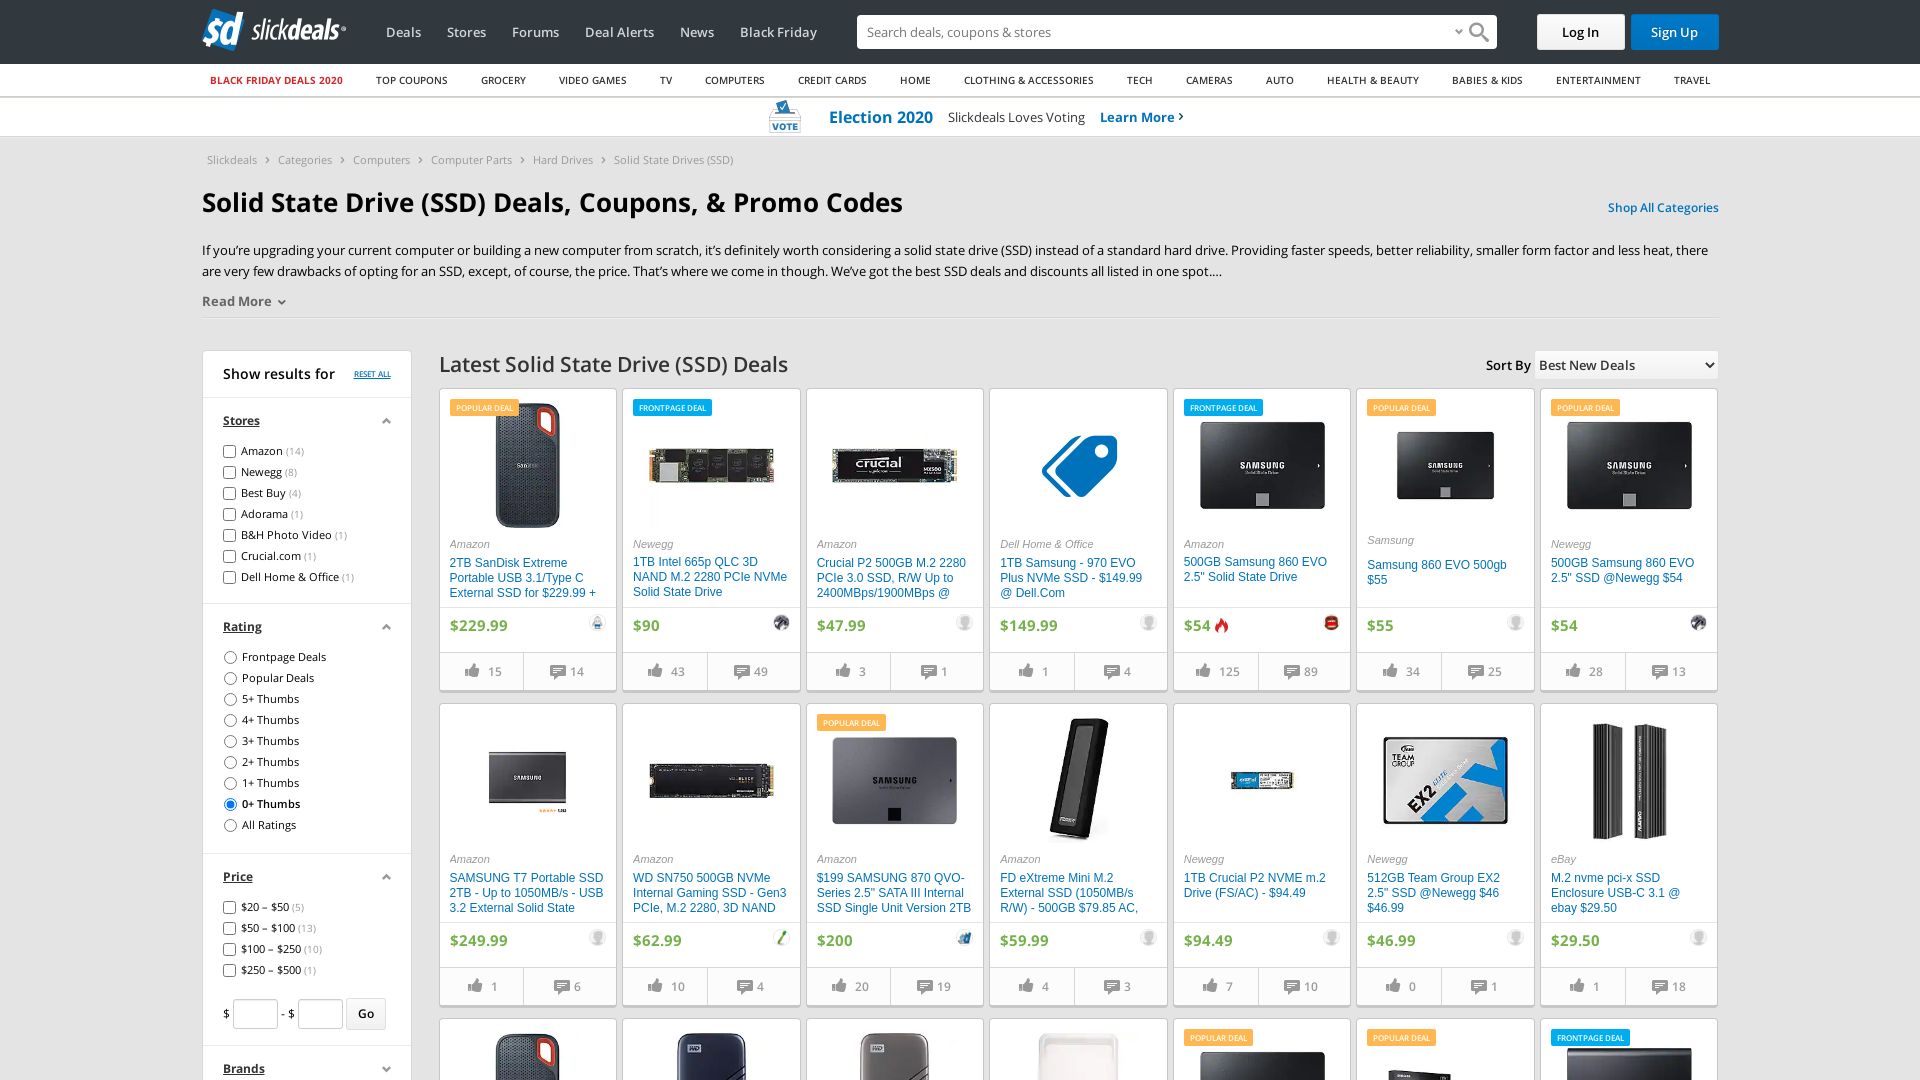 sd slickdeals
Deals
Stores
Forums
Deal Alerts
News
Black Friday
Search deals, coupons & stores
Log In
Sign Up
BLACK FRIDAY DEALS 2020
TOP COUPONS
GROCERY
VIDEO GAMES
TV
COMPUTERS
CREDIT CARDS
HOME
CLOTHING & ACCESSORIES
TECH
CAMERAS
AUTO
HEALTH & BEAUTY
BABIES & KIDS
ENTERTAINMENT
TRAVEL
VOTE
Election 2020 Slickdeals Loves Voting Learn More
Slickdeals > Categories > Computers > Computer Parts > Hard Drives > Solid State Drives (SSD)
Solid State Drive (SSD) Deals, Coupons, & Promo Codes
Shop All Categories
If you’re upgrading your current computer or building a new computer from scratch, it’s definitely worth considering a solid state drive (SSD) instead of a standard hard drive. Providing faster speeds, better reliability, smaller form factor and less heat, there
are very few drawbacks of opting for an SSD, except, of course, the price. That’s where we come in though. We’ve got the best SSD deals and discounts all listed in one spot.…
Read More
Show results for
RESET ALL
Stores
Amazon (14)
Newegg (8)
Best Buy (4)
Adorama (1)
B&H Photo Video (1)
Crucial.com (1)
Dell Home & Office (1)
Rating
Frontpage Deals
Popular Deals
5+ Thumbs
4+ Thumbs
3+ Thumbs
2+ Thumbs
1+ Thumbs
0+ Thumbs
All Ratings
Price
$20 – $50 (5)
$50 – $100 (13)
$100 – $250 (10)
$250 – $500 (1)
$ - $ Go
Brands
Latest Solid State Drive (SSD) Deals
Sort By Best New Deals
POPULAR DEAL
SanDisk
Amazon
2TB SanDisk Extreme
Portable USB 3.1/Type C
External SSD for $229.99 +
$229.99
15
14
FRONTPAGE DEAL
Newegg
1TB Intel 665p QLC 3D
NAND M.2 2280 PCIe NVMe
Solid State Drive
$90
43
49
crucial
MX500
Amazon
Crucial P2 500GB M.2 2280
PCIe 3.0 SSD, R/W Up to
2400MBps/1900MBps @
$47.99
3
1
Dell Home & Office
1TB Samsung - 970 EVO
Plus NVMe SSD - $149.99
@ Dell.Com
$149.99
1
4
FRONTPAGE DEAL
SAMSUNG
Solid State Drive
Amazon
500GB Samsung 860 EVO
2.5" Solid State Drive
$54
125
89
POPULAR DEAL
SAMSUNG
Samsung
Samsung 860 EVO 500gb
$55
$55
34
25
POPULAR DEAL
SAMSUNG
Solid State Drive
Newegg
500GB Samsung 860 EVO
2.5" SSD @Newegg $54
$54
28
13
SAMSUNG
Amazon
SAMSUNG T7 Portable SSD
2TB - Up to 1050MB/s - USB
3.2 External Solid State
$249.99
1
6
Amazon
WD SN750 500GB NVMe
Internal Gaming SSD - Gen3
PCIe, M.2 2280, 3D NAND
$62.99
10
4
POPULAR DEAL
SAMSUNG
Amazon
$199 SAMSUNG 870 QVO-
Series 2.5" SATA III Internal
SSD Single Unit Version 2TB
$200
20
19
Amazon
FD eXtreme Mini M.2
External SSD (1050MB/s
R/W) - 500GB $79.85 AC,
$59.99
4
3
crucial
Newegg
1TB Crucial P2 NVME m.2
Drive (FS/AC) - $94.49
$94.49
7
10
TEAM
GROUP
EX2
ELITE
Newegg
512GB Team Group EX2
2.5" SSD @Newegg $46
$46.99
$46.99
0
1
eBay
M.2 nvme pci-x SSD
Enclosure USB-C 3.1 @
ebay $29.50
$29.50
1
18
WD
WD
POPULAR DEAL
POPULAR DEAL
FRONTPAGE DEAL